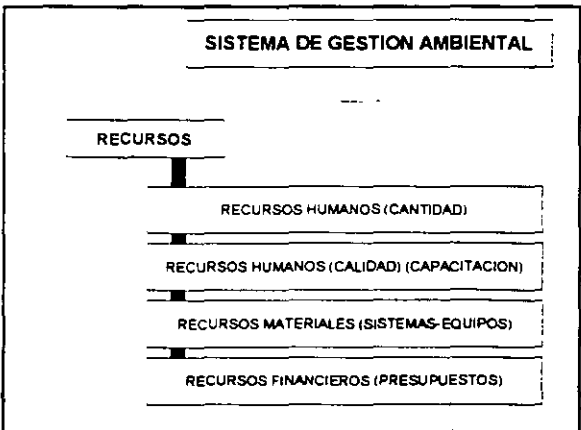 SISTEMA DE GESTION AMBIENTAL
RECURSOS
RECURSOS HUMANOS (CANTIDAD)
RECURSOS HUMANOS (CALIDAD) (CAPACITACION)
RECURSOS MATERIALES (SISTEMAS-EQUIPOS)
RECURSOS FINANCIEROS (PRESUPUESTOS)